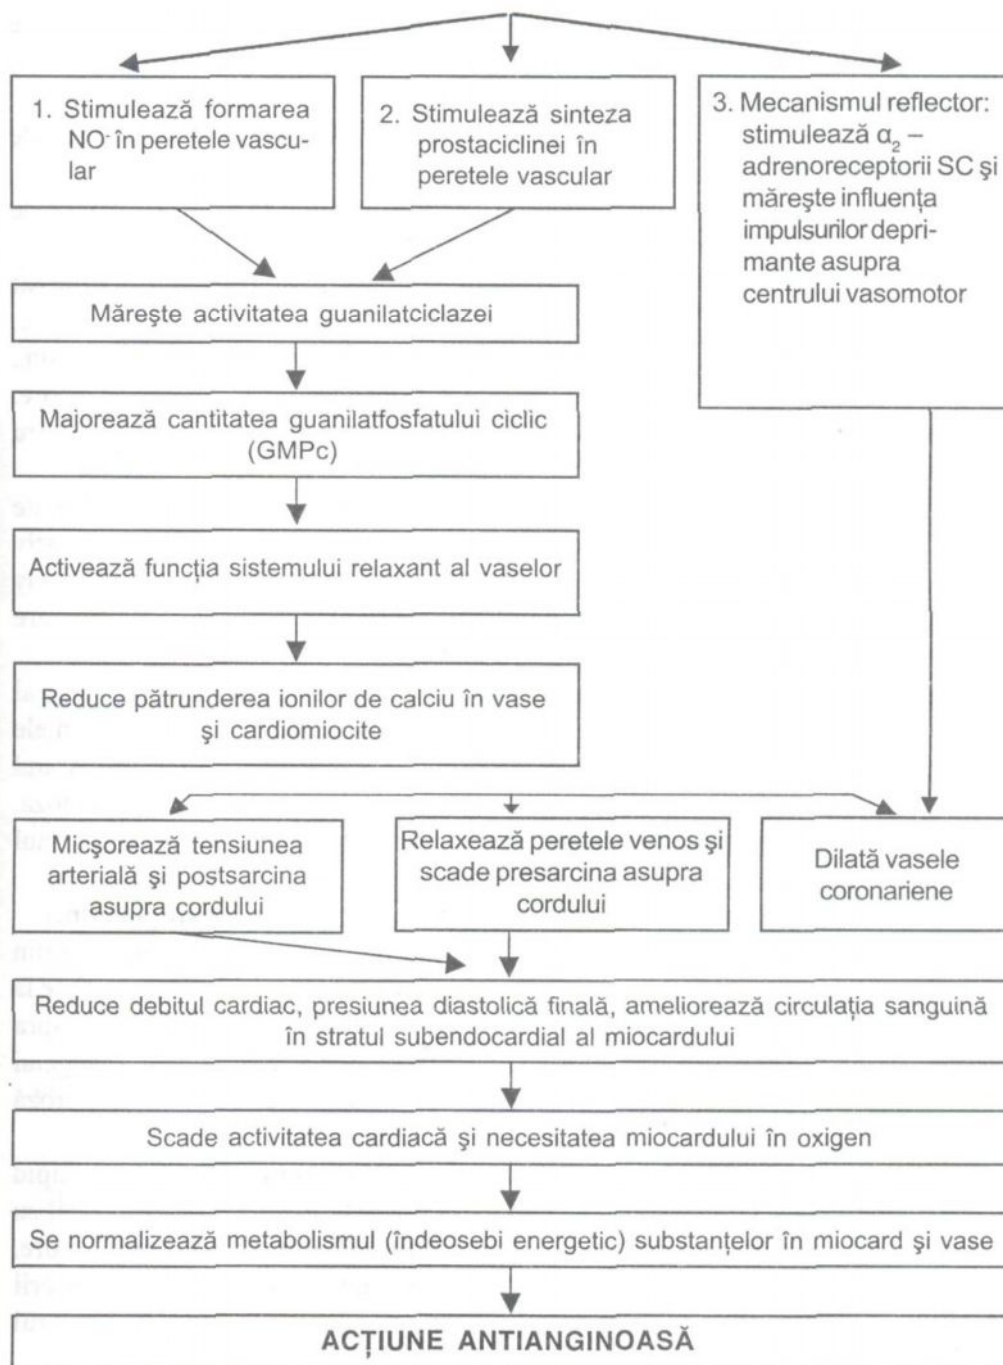 1. Stimulează formarea
NO· în peretele vascu-
lar
2. Stimulează sinteza
prostaciclinei în
peretele vascular
3. Mecanismul reflector:
stimulează α₂ –
adrenoreceptorii SC şi
măreşte influenţa
impulsurilor depri-
mante asupra
centrului vasomotor
Măreşte activitatea guanilatciclazei
Majorează cantitatea guanilatfosfatului ciclic
(GMPc)
Activează funcţia sistemului relaxant al vaselor
Reduce pătrunderea ionilor de calciu în vase
şi cardiomiocite
Micşorează tensiunea
arterială şi postsarcina
asupra cordului
Relaxează peretele venos şi
scade presarcina asupra
cordului
Dilată vasele
coronariene
Reduce debitul cardiac, presiunea diastolică finală, ameliorează circulaţia sanguină
în stratul subendocardial al miocardului
Scade activitatea cardiacă şi necesitatea miocardului în oxigen
Se normalizează metabolismul (îndeosebi energetic) substanţelor în miocard şi vase
ACŢIUNE ANTIANGINOASĂ